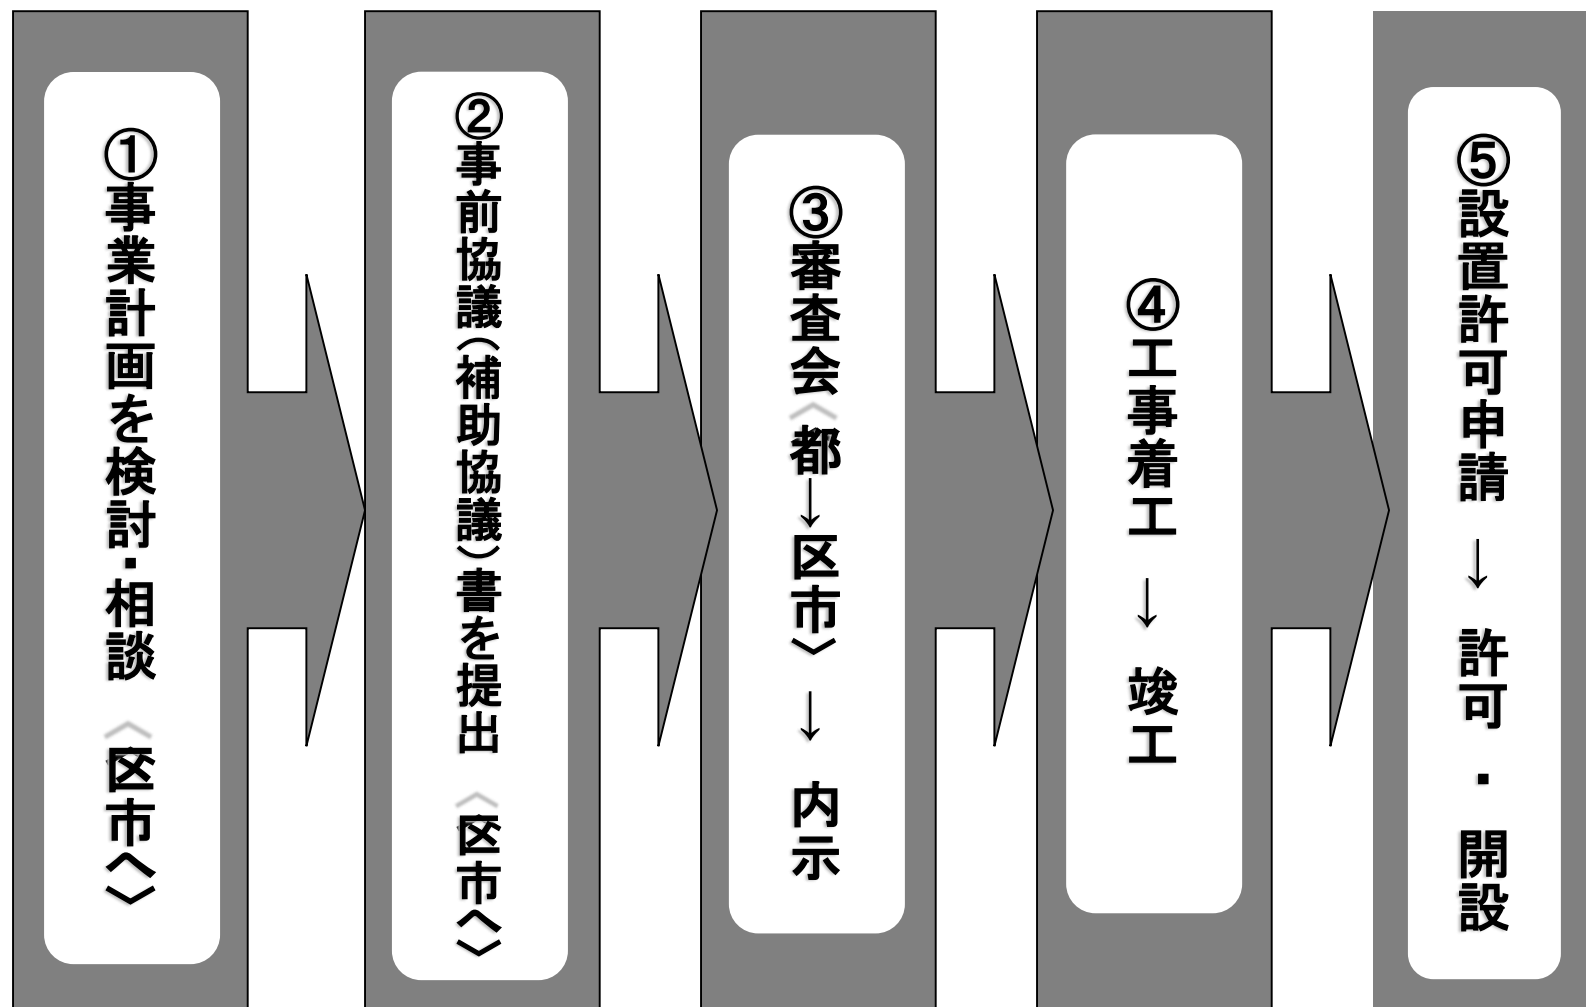 ①事業計画を検討・相談　〈区市へ〉
②事前協議（補助協議）書を提出　〈区市へ〉
③審査会〈都→区市〉　→　内示
④工事着工　→　竣工
⑤設置許可申請　→　許可・開設